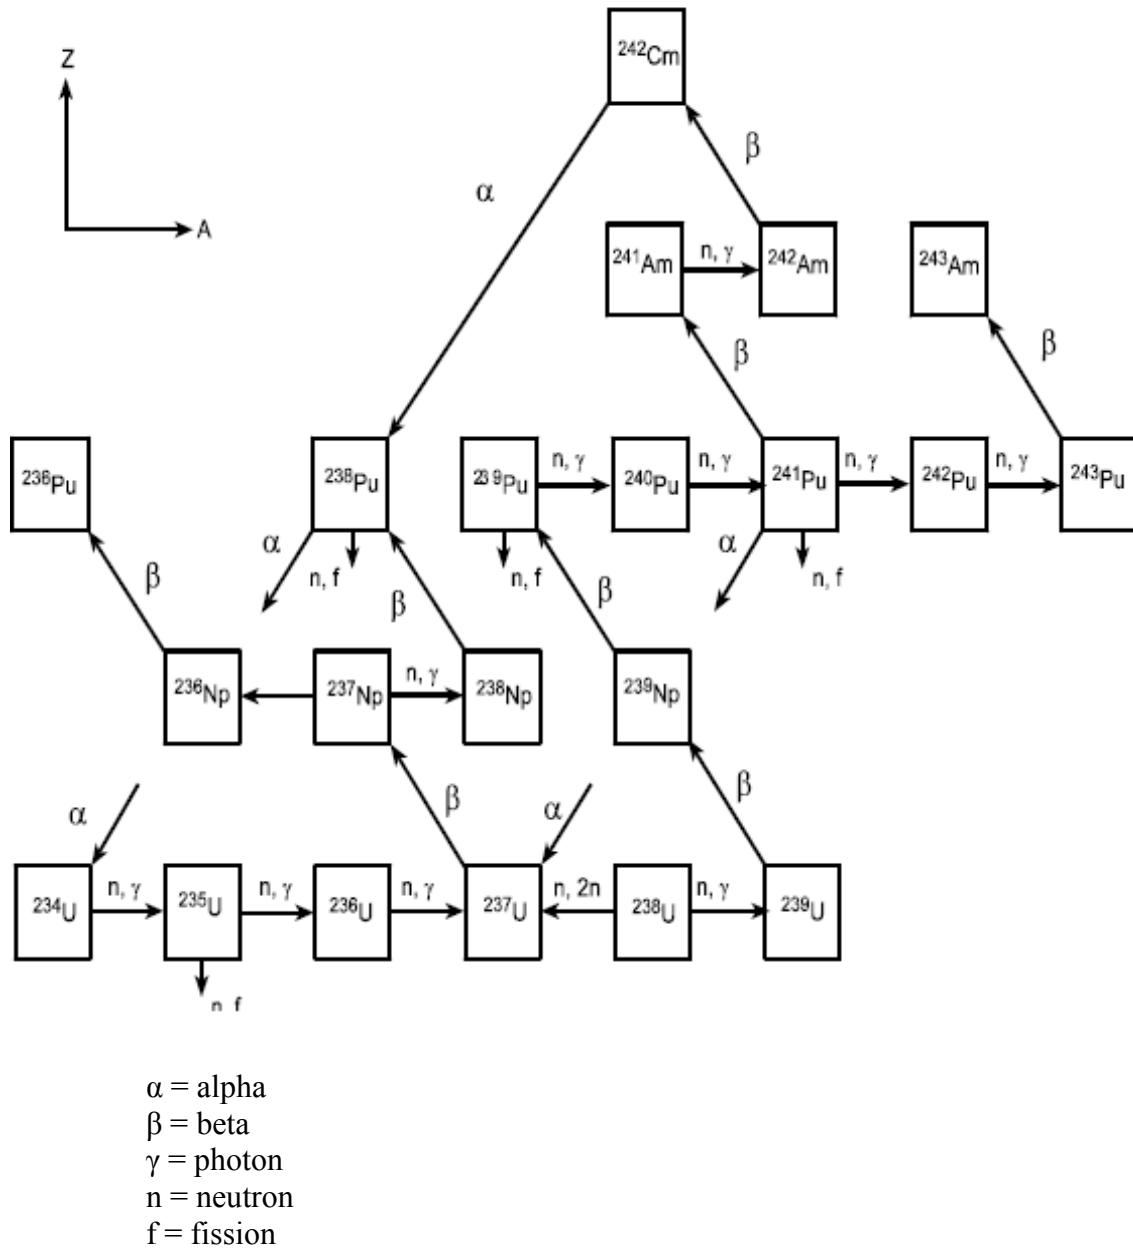 ²⁴²Cm
Z
β
α
A
²⁴¹Am
n, γ
²⁴²Am
²⁴³Am
β
β
²³⁶Pu
²³⁸Pu
²³⁹Pu
n, γ
²⁴⁰Pu
n, γ
²⁴¹Pu
n, γ
²⁴²Pu
n, γ
²⁴³Pu
α
n, f
n, f
α
n, f
β
β
β
²³⁶Np
²³⁷Np
n, γ
²³⁸Np
²³⁹Np
α
β
α
β
²³⁴U
n, γ
²³⁵U
n, γ
²³⁶U
n, γ
²³⁷U
n, 2n
²³⁸U
n, γ
²³⁹U
n, f
α = alpha
β = beta
γ = photon
n = neutron
f = fission